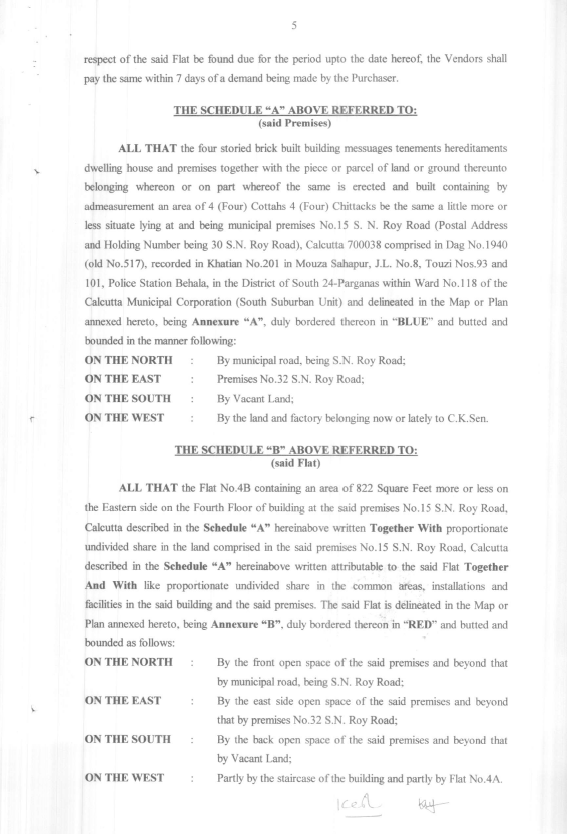 5
respect of the said Flat be found due for the period upto the date hereof, the Vendors shall
pay the same within 7 days of a demand being made by the Purchaser.
THE SCHEDULE “A” ABOVE REFERRED TO:
(said Premises)
ALL THAT the four storied brick built building messuages tenements hereditaments
dwelling house and premises together with the piece or parcel of land or ground thereunto
belonging whereon or on part whereof the same is erected and built containing by
admeasurement an area of 4 (Four) Cottahs 4 (Four) Chittacks be the same a little more or
less situate lying at and being municipal premises No.15 S. N. Roy Road (Postal Address
and Holding Number being 30 S.N. Roy Road), Calcutta 700038 comprised in Dag No.1940
(old No.517), recorded in Khatian No.201 in Mouza Sahapur, J.L. No.8, Touzi Nos.93 and
101, Police Station Behala, in the District of South 24-Parganas within Ward No.118 of the
Calcutta Municipal Corporation (South Suburban Unit) and delineated in the Map or Plan
annexed hereto, being Annexure “A”, duly bordered thereon in “BLUE” and butted and
bounded in the manner following:
ON THE NORTH : By municipal road, being S.N. Roy Road;
ON THE EAST : Premises No.32 S.N. Roy Road;
ON THE SOUTH : By Vacant Land;
ON THE WEST : By the land and factory belonging now or lately to C.K.Sen.
THE SCHEDULE “B” ABOVE REFERRED TO:
(said Flat)
ALL THAT the Flat No.4B containing an area of 822 Square Feet more or less on
the Eastern side on the Fourth Floor of building at the said premises No.15 S.N. Roy Road,
Calcutta described in the Schedule “A” hereinabove written Together With proportionate
undivided share in the land comprised in the said premises No.15 S.N. Roy Road, Calcutta
described in the Schedule “A” hereinabove written attributable to the said Flat Together
And With like proportionate undivided share in the common areas, installations and
facilities in the said building and the said premises. The said Flat is delineated in the Map or
Plan annexed hereto, being Annexure “B”, duly bordered thereon in “RED” and butted and
bounded as follows:
ON THE NORTH : By the front open space of the said premises and beyond that
by municipal road, being S.N. Roy Road;
ON THE EAST : By the east side open space of the said premises and beyond
that by premises No.32 S.N. Roy Road;
ON THE SOUTH : By the back open space of the said premises and beyond that
by Vacant Land;
ON THE WEST : Partly by the staircase of the building and partly by Flat No.4A.